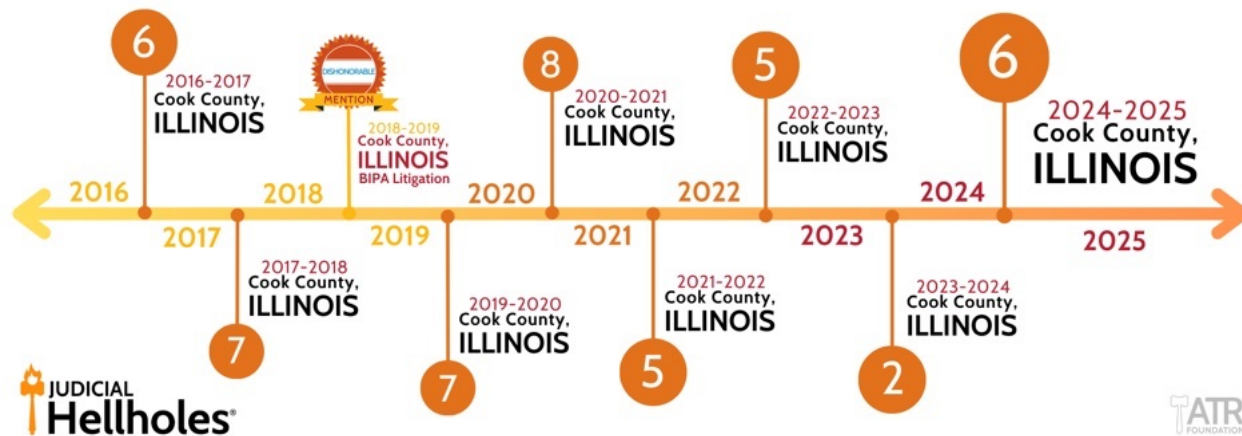 6
2016-2017
Cook County,
ILLINOIS
DISHONORABLE
MENTION
2018-2019
Cook County,
ILLINOIS
BIPA Litigation
8
2020-2021
Cook County,
ILLINOIS
5
2022-2023
Cook County,
ILLINOIS
6
2024-2025
Cook County,
ILLINOIS
2016
2018
2020
2022
2024
2017
2019
2021
2023
2025
2017-2018
Cook County,
ILLINOIS
7
2019-2020
Cook County,
ILLINOIS
7
2021-2022
Cook County,
ILLINOIS
5
2023-2024
Cook County,
ILLINOIS
2
JUDICIAL
Hellholes®
ATR
FOUNDATION